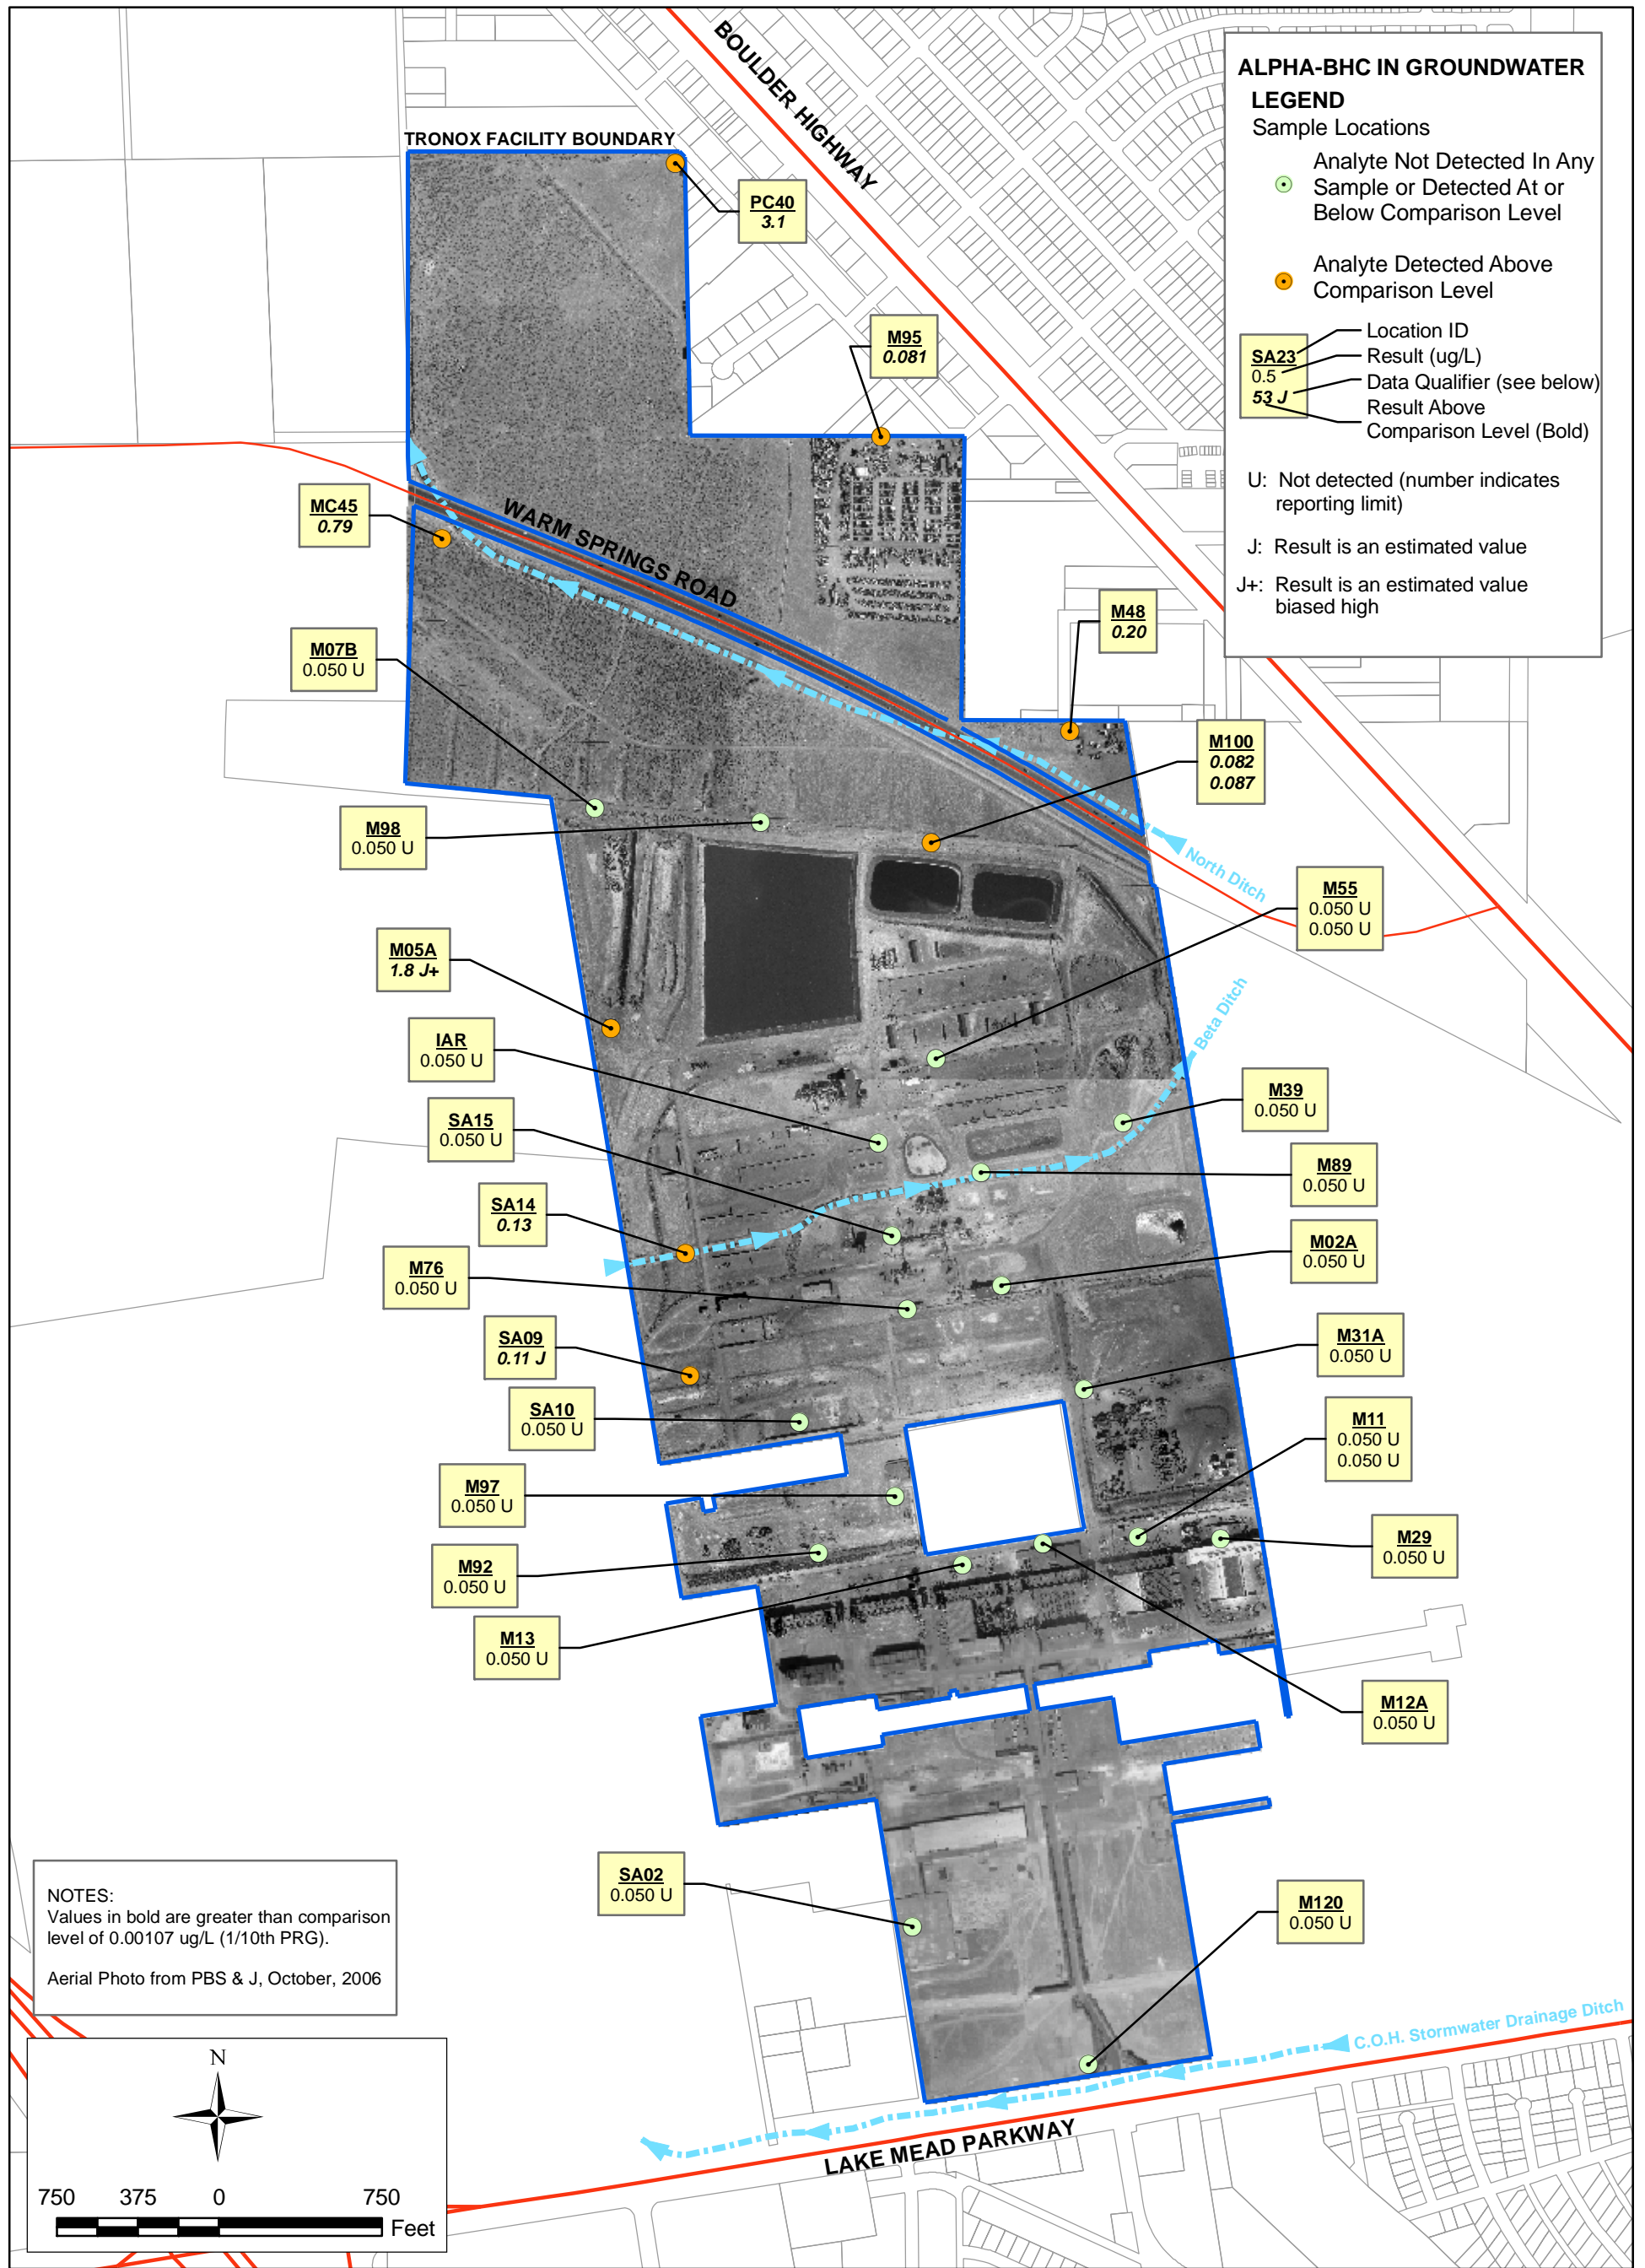 BOULDER HIGHWAY
ALPHA-BHC IN GROUNDWATER
LEGEND
Sample Locations
Analyte Not Detected In Any
Sample or Detected At or
Below Comparison Level
Analyte Detected Above
Comparison Level
SA23
0.5
53 J
Location ID
Result (ug/L)
Data Qualifier (see below)
Result Above
Comparison Level (Bold)
U: Not detected (number indicates
reporting limit)
J: Result is an estimated value
J+: Result is an estimated value
biased high
TRONOX FACILITY BOUNDARY
PC40
3.1
M95
0.081
MC45
0.79
WARM SPRINGS ROAD
M48
0.20
M07B
0.050 U
M100
0.082
0.087
M98
0.050 U
North Ditch
M55
0.050 U
0.050 U
M05A
1.8 J+
Beta Ditch
IAR
0.050 U
M39
0.050 U
SA15
0.050 U
M89
0.050 U
SA14
0.13
M02A
0.050 U
M76
0.050 U
SA09
0.11 J
M31A
0.050 U
SA10
0.050 U
M11
0.050 U
0.050 U
M97
0.050 U
M29
0.050 U
M92
0.050 U
M13
0.050 U
M12A
0.050 U
SA02
0.050 U
M120
0.050 U
NOTES:
Values in bold are greater than comparison
level of 0.00107 ug/L (1/10th PRG).
Aerial Photo from PBS & J, October, 2006
C.O.H. Stormwater Drainage Ditch
LAKE MEAD PARKWAY
N
750 375 0 750
Feet